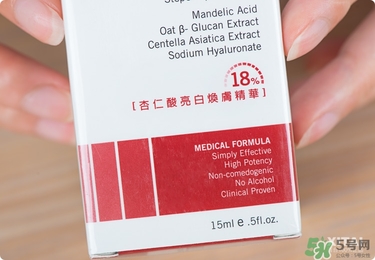 Mandelic Acid
Oat β- Glucan Extract
Centella Asiatica Extract
Sodium Hyaluronate
18%
[杏仁酸亮白煥膚精華]
MEDICAL FORMULA
Simply Effective
High Potency
Non-comedogenic
No Alcohol
Clinical Proven
15ml e .5fl.oz.
5号网